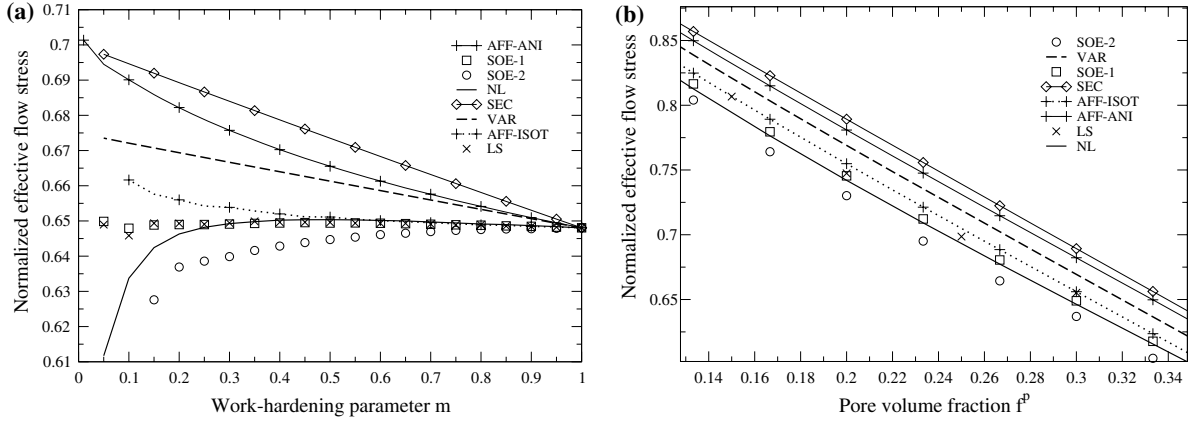 (a)
Normalized effective flow stress
0.7
0.69
0.68
0.67
0.66
0.65
0.64
0.63
0.62
0.61
0 0.1 0.2 0.3 0.4 0.5 0.6 0.7 0.8 0.9 1
Work-hardening parameter m
AFF-ANI
SOE-1
SOE-2
NL
SEC
VAR
AFF-ISOT
LS
(b)
Normalized effective flow stress
0.85
0.8
0.75
0.7
0.65
0.14 0.16 0.18 0.2 0.22 0.24 0.26 0.28 0.3 0.32 0.34
Pore volume fraction f^p
SOE-2
VAR
SOE-1
SEC
AFF-ISOT
AFF-ANI
LS
NL